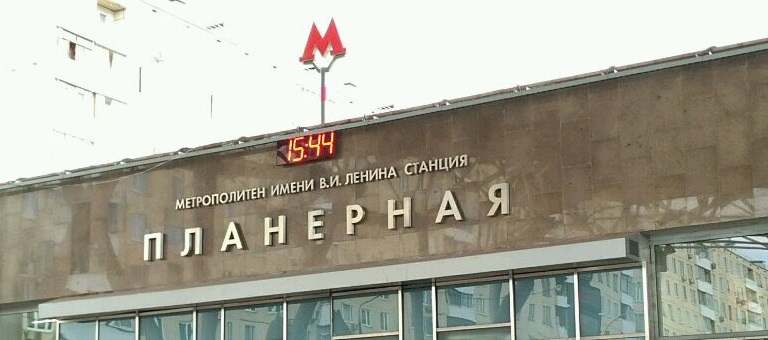 М
15:44
МЕТРОПОЛИТЕН ИМЕНИ В.И. ЛЕНИНА СТАНЦИЯ
ПЛАНЕРНАЯ